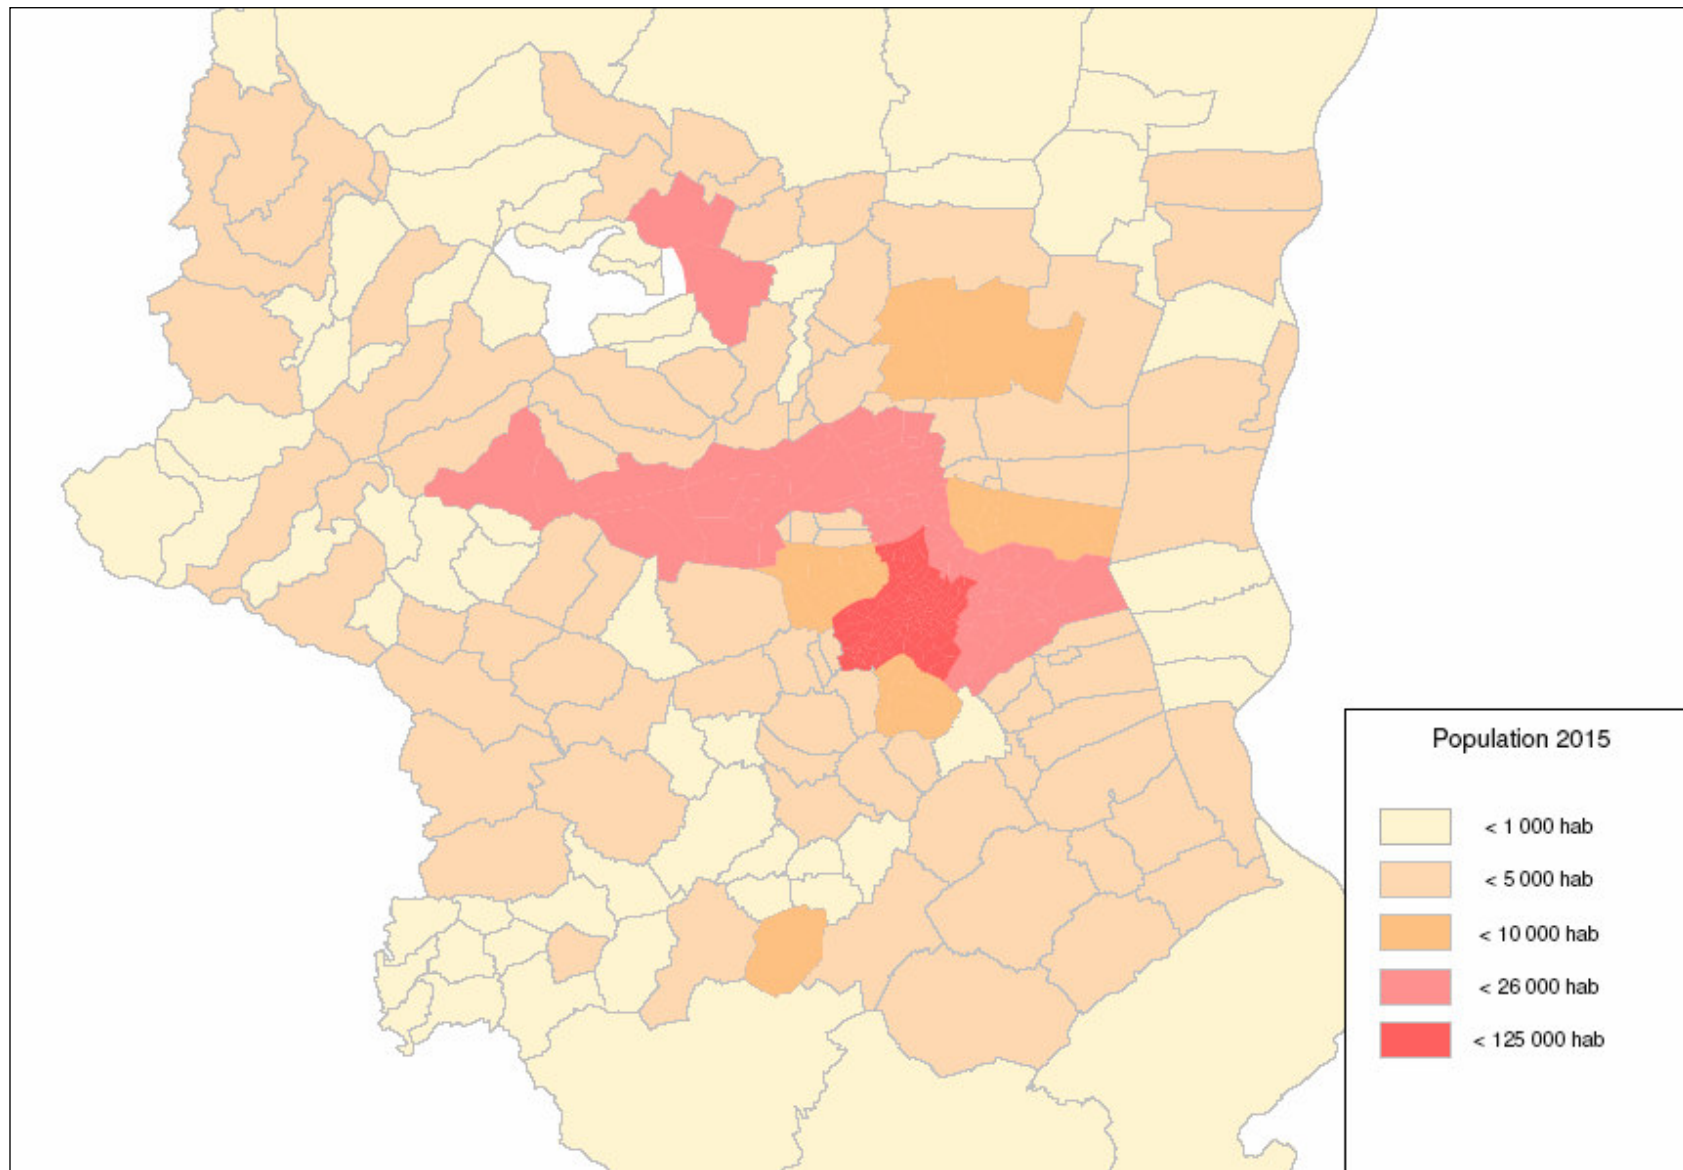 Population 2015
< 1 000 hab
< 5 000 hab
< 10 000 hab
< 26 000 hab
< 125 000 hab